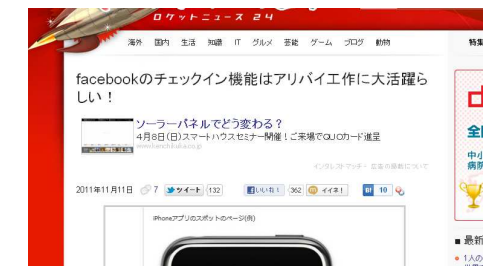 ロケットニュース 24
海外 国内 生活 知識 IT グルメ 芸能 ゲーム ブログ 動物
特集
facebookのチェックイン機能はアリバイ工作に大活躍ら
しい！
ソーラーパネルでどう変わる？
4月8日(日)スマートハウスセミナー開催！ご来場でQUOカード進呈
インタレストマッチ - 広告の掲載について
2011年11月11日 7 ツイート 132 いいね！ 362 イイネ！ B! 10
iPhoneアプリのスポットのページ(例)
全国
中小
病院
■ 最新
1人の